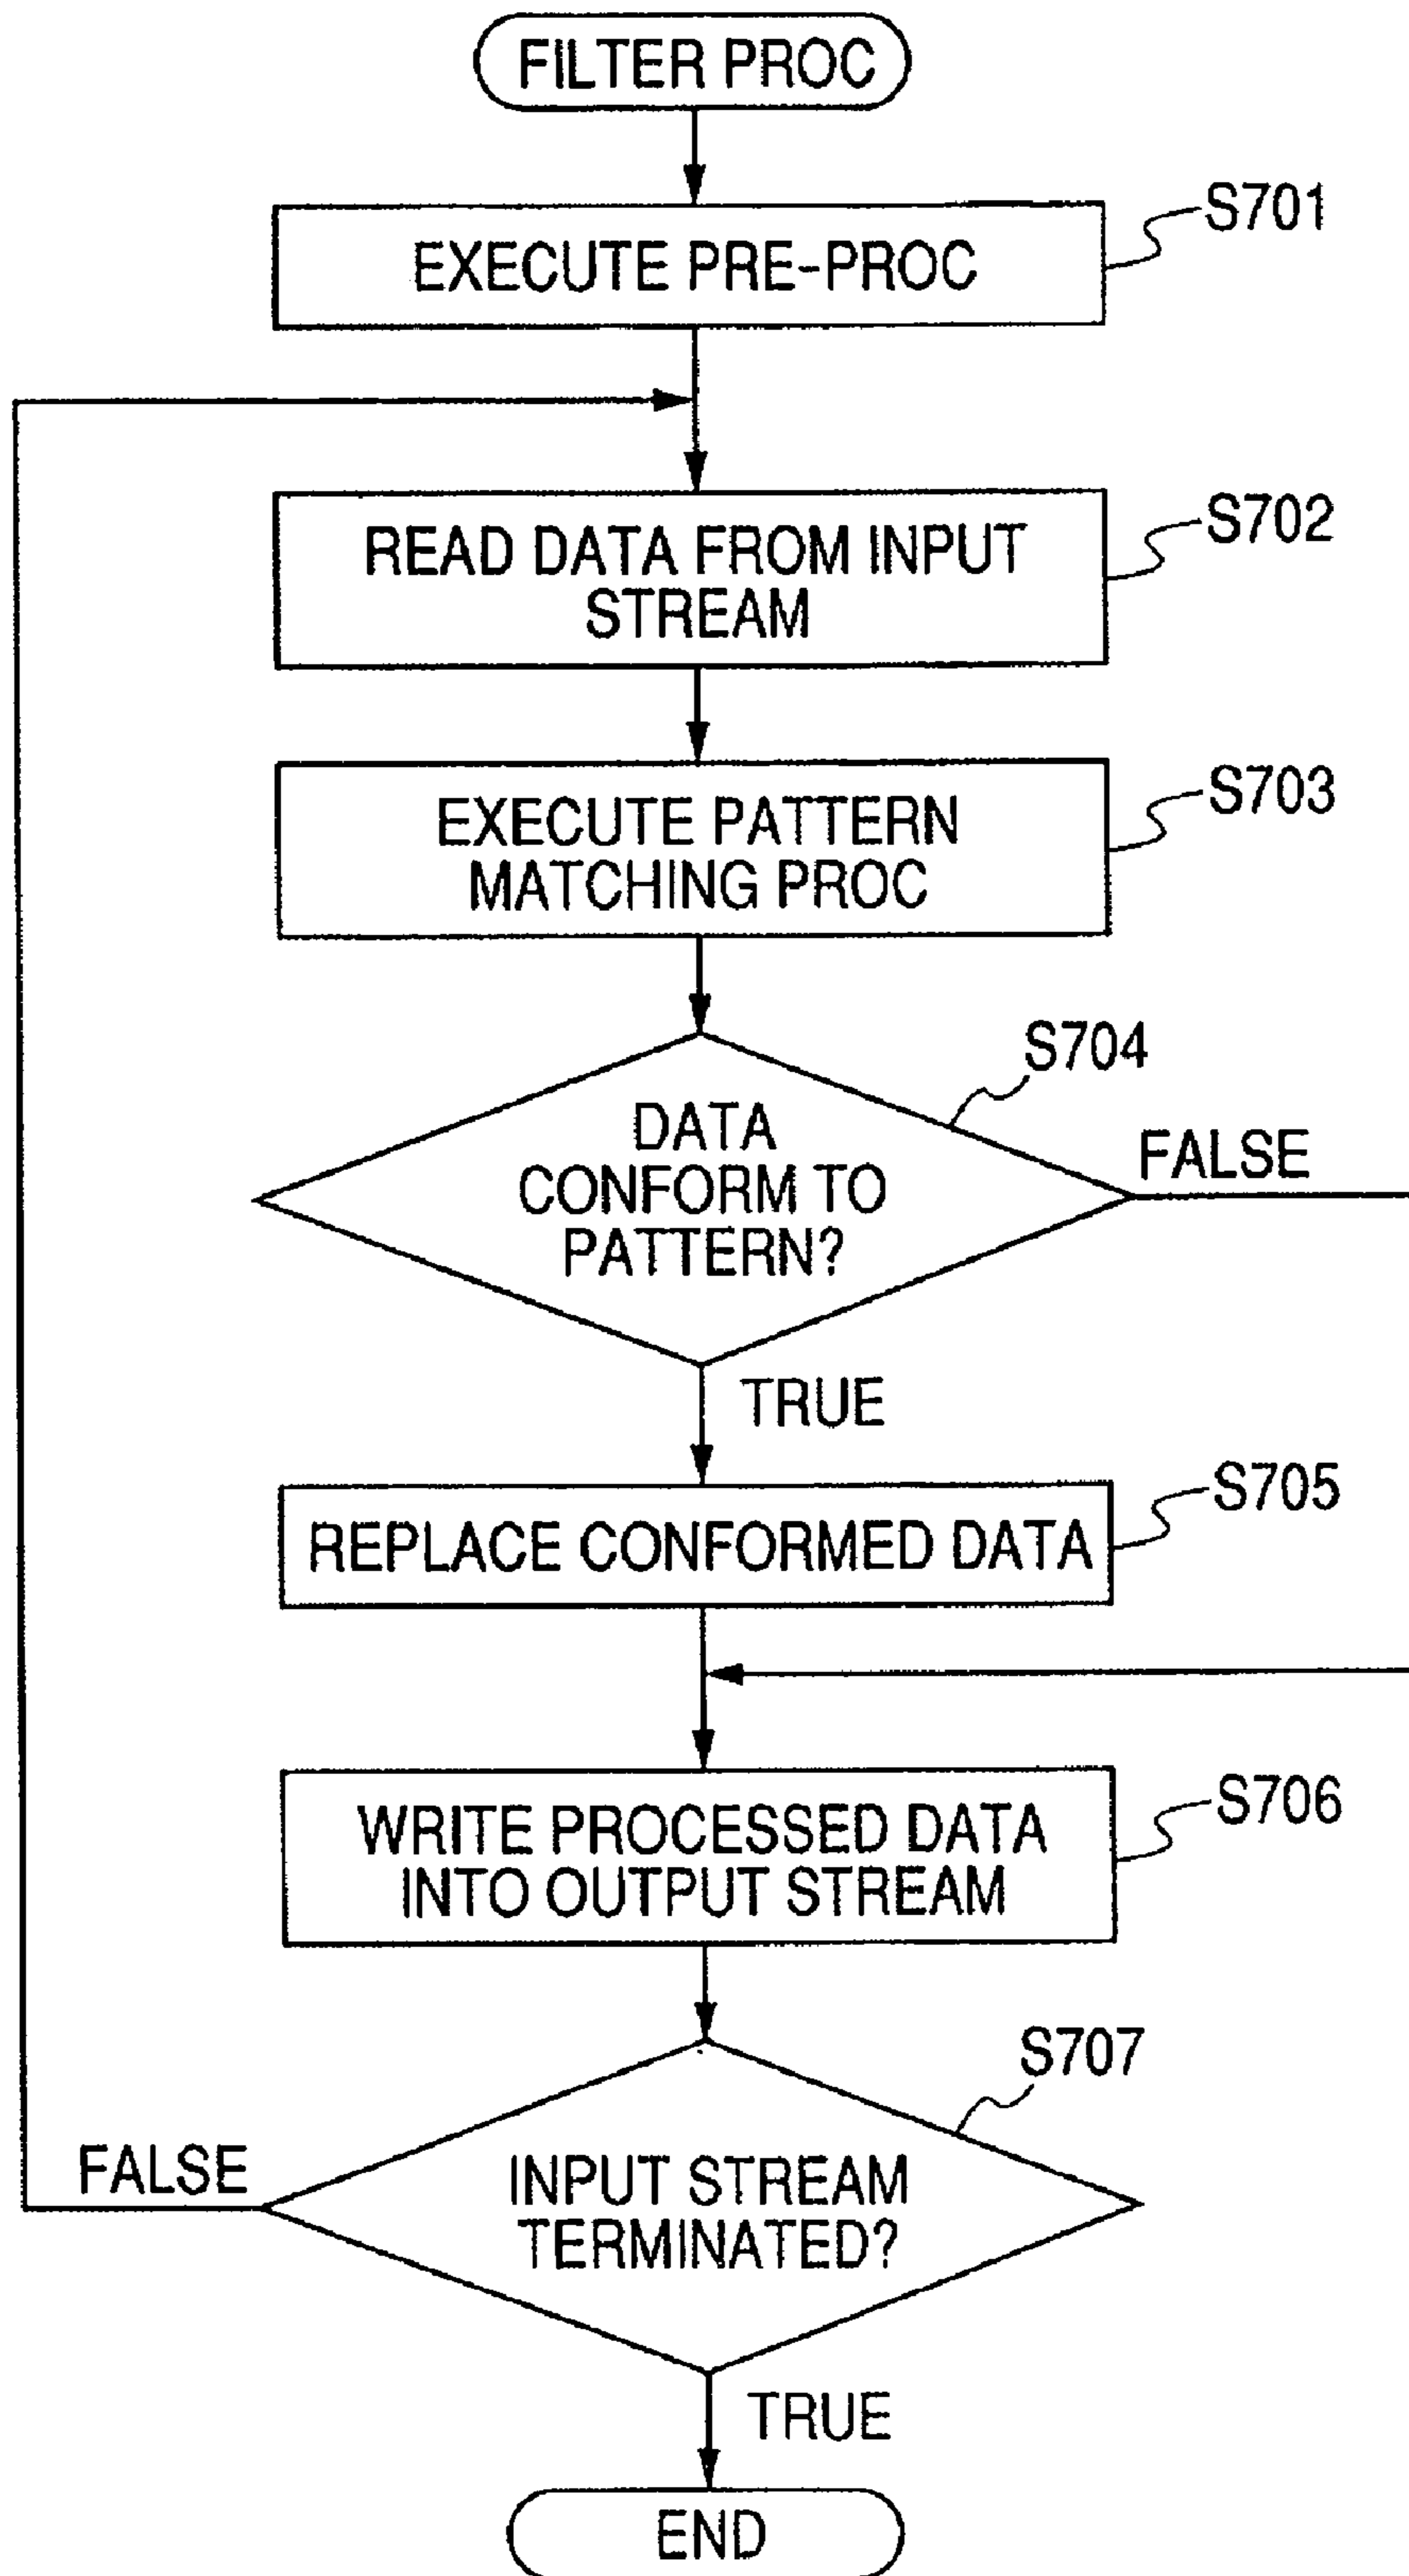 FILTER PROC
S701
EXECUTE PRE-PROC
S702
READ DATA FROM INPUT
STREAM
S703
EXECUTE PATTERN
MATCHING PROC
S704
DATA
CONFORM TO
PATTERN?
FALSE
TRUE
S705
REPLACE CONFORMED DATA
S706
WRITE PROCESSED DATA
INTO OUTPUT STREAM
S707
FALSE
INPUT STREAM
TERMINATED?
TRUE
END